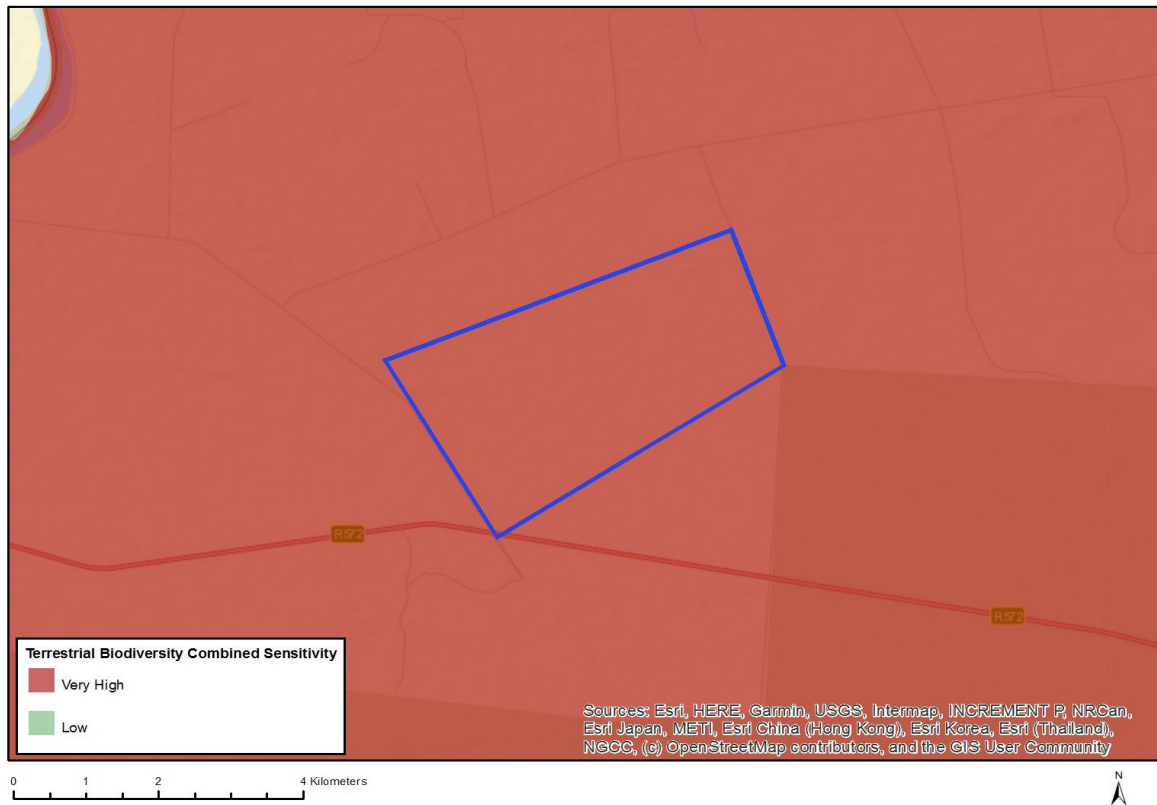 R572
R572
Terrestrial Biodiversity Combined Sensitivity
Very High
Low
Sources: Esri, HERE, Garmin, USGS, Intermap, INCREMENT P, NRCan,
Esri Japan, METI, Esri China (Hong Kong), Esri Korea, Esri (Thailand),
NGCC, (c) OpenStreetMap contributors, and the GIS User Community
0 1 2 4 Kilometers
N